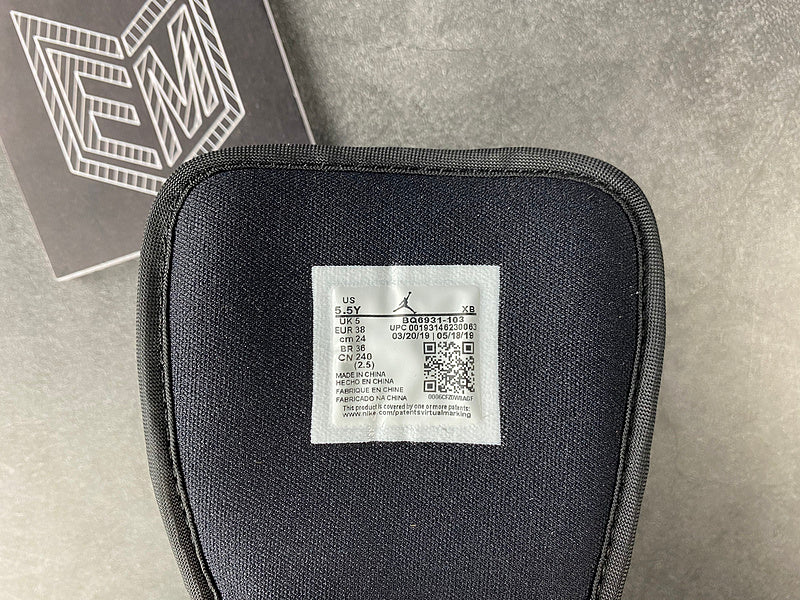 EM
US
5.5Y XB
UK 5 BQ6931-103
EUR 38 UPC 00193146230063
cm 24 03/20/19 | 05/18/19
BR 36
CN 240
(2.5)
MADE IN CHINA
HECHO EN CHINA
FABRIQUE EN CHINE
FABRICADO NA CHINA
This product is covered by one or more patents:
www.nike.com/patentsvirtualmarking